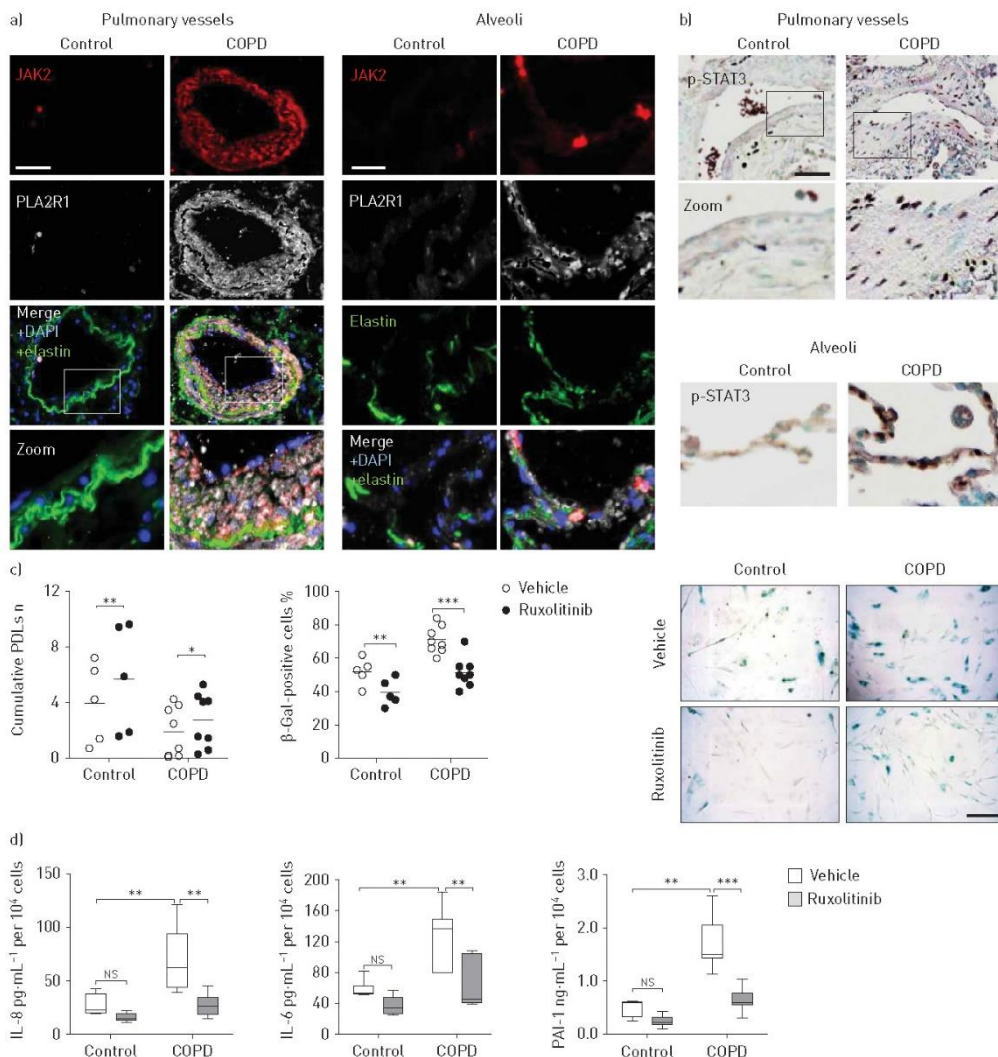 a)
Pulmonary vessels
Control
COPD
JAK2
PLA2R1
Merge
+DAPI
+elastin
Zoom
Alveoli
Control
COPD
JAK2
PLA2R1
Elastin
Merge
+DAPI
+elastin
b)
Pulmonary vessels
Control
COPD
p-STAT3
Zoom
Alveoli
Control
COPD
p-STAT3
c)
Cumulative PDLs n
12
8
4
0
**
*
Control
COPD
β-Gal-positive cells %
100
80
60
40
20
0
**
***
Control
COPD
Vehicle
Ruxolitinib
Control
COPD
Vehicle
Ruxolitinib
d)
IL-8 pg·mL⁻¹ per 10⁴ cells
150
100
50
0
NS
**
**
Control
COPD
IL-6 pg·mL⁻¹ per 10⁴ cells
200
160
120
80
40
0
NS
**
**
Control
COPD
PAI-1 ng·mL⁻¹ per 10⁴ cells
3.0
2.0
1.0
0.0
NS
**
***
Control
COPD
Vehicle
Ruxolitinib